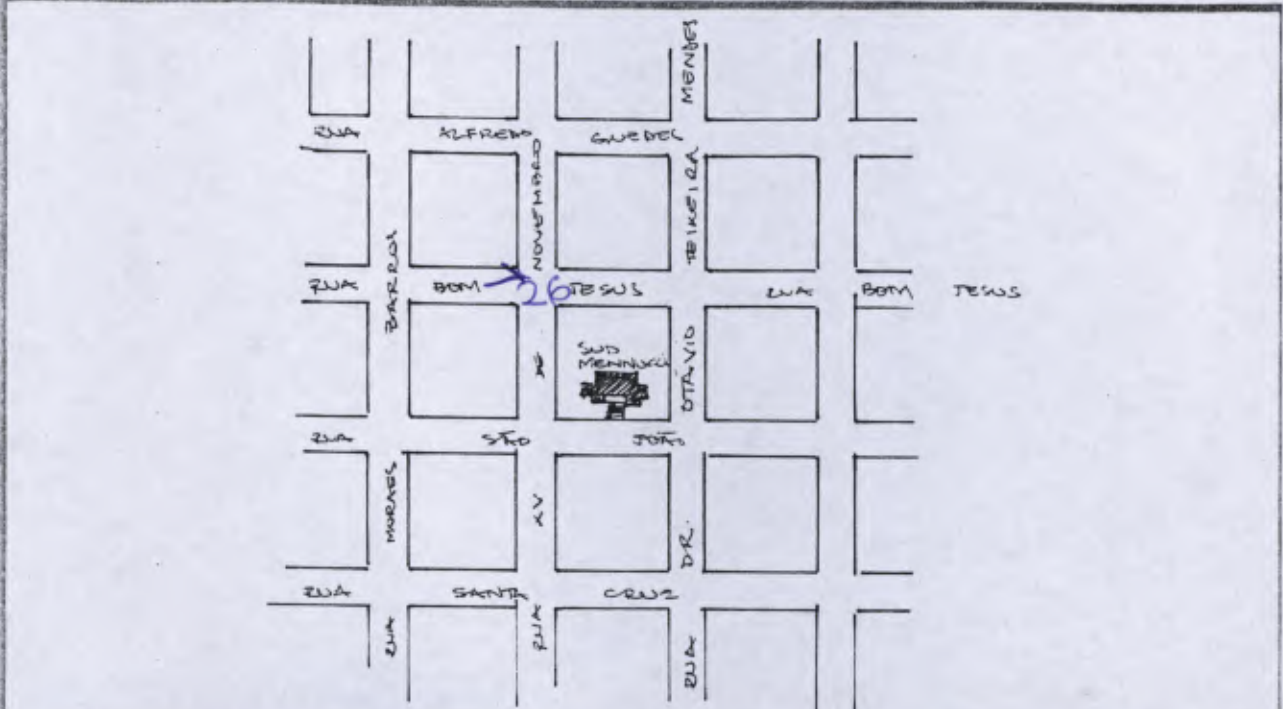 RUA ALFREDO GUEDES
RUA BOM JESUS RUA BOM JESUS
26
SUD
MENNUCCI
RUA SÃO JOÃO
RUA SANTA CRUZ
RUA MORAES BARROS
RUA XV DE NOVEMBRO
RUA DR. OTÁVIO TEIXEIRA MENDES